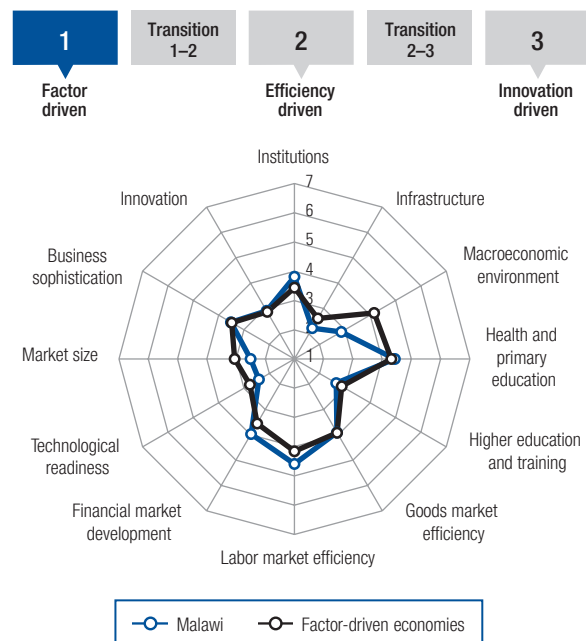 1
Transition
1–2
2
Transition
2–3
3
Factor
driven
Efficiency
driven
Innovation
driven
Institutions
Infrastructure
Macroeconomic
environment
Health and
primary
education
Higher education
and training
Goods market
efficiency
Labor market efficiency
Financial market
development
Technological
readiness
Market size
Business
sophistication
Innovation
7
6
5
4
3
2
1
Malawi
Factor-driven economies